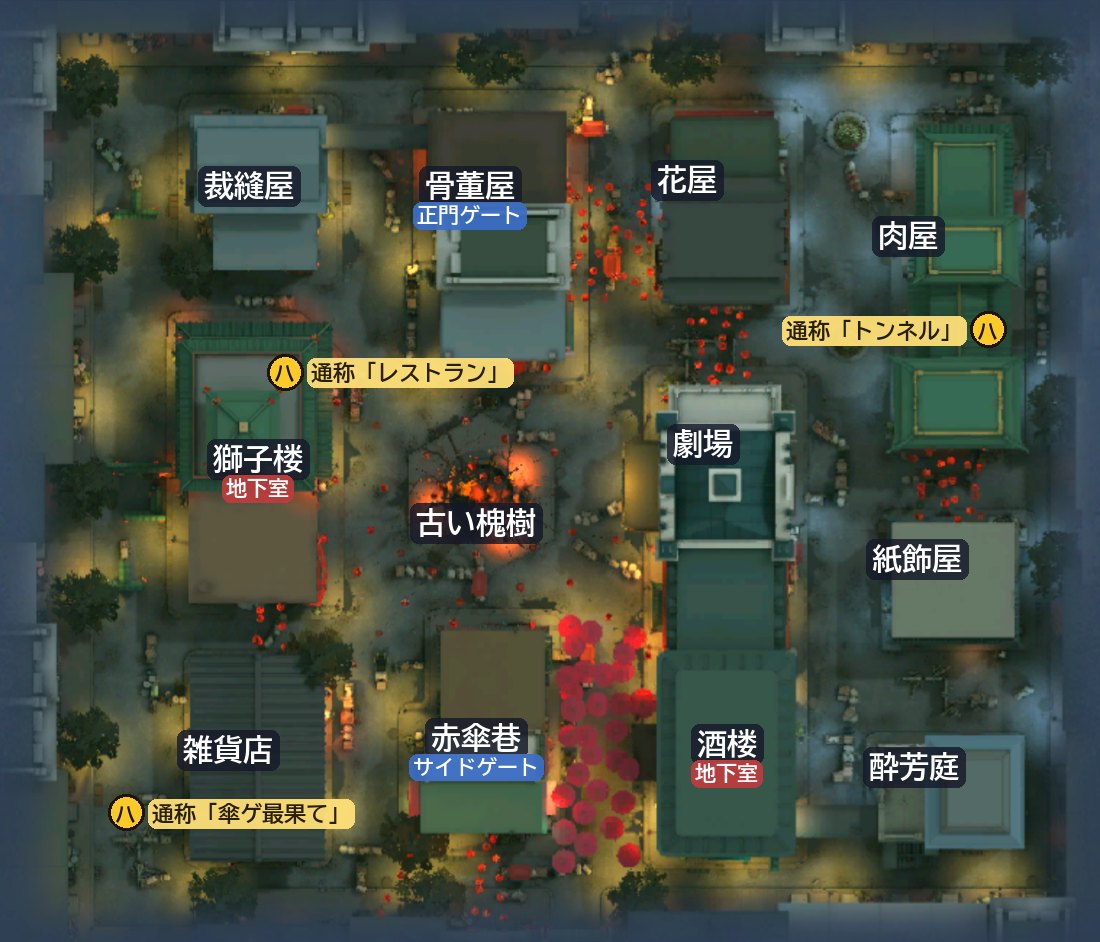 裁縫屋
骨董屋
正門ゲート
花屋
肉屋
通称「トンネル」 ハ
ハ 通称「レストラン」
獅子楼
地下室
劇場
古い槐樹
紙飾屋
雑貨店
赤傘巷
サイドゲート
酒楼
地下室
酔芳庭
ハ 通称「傘ゲ最果て」